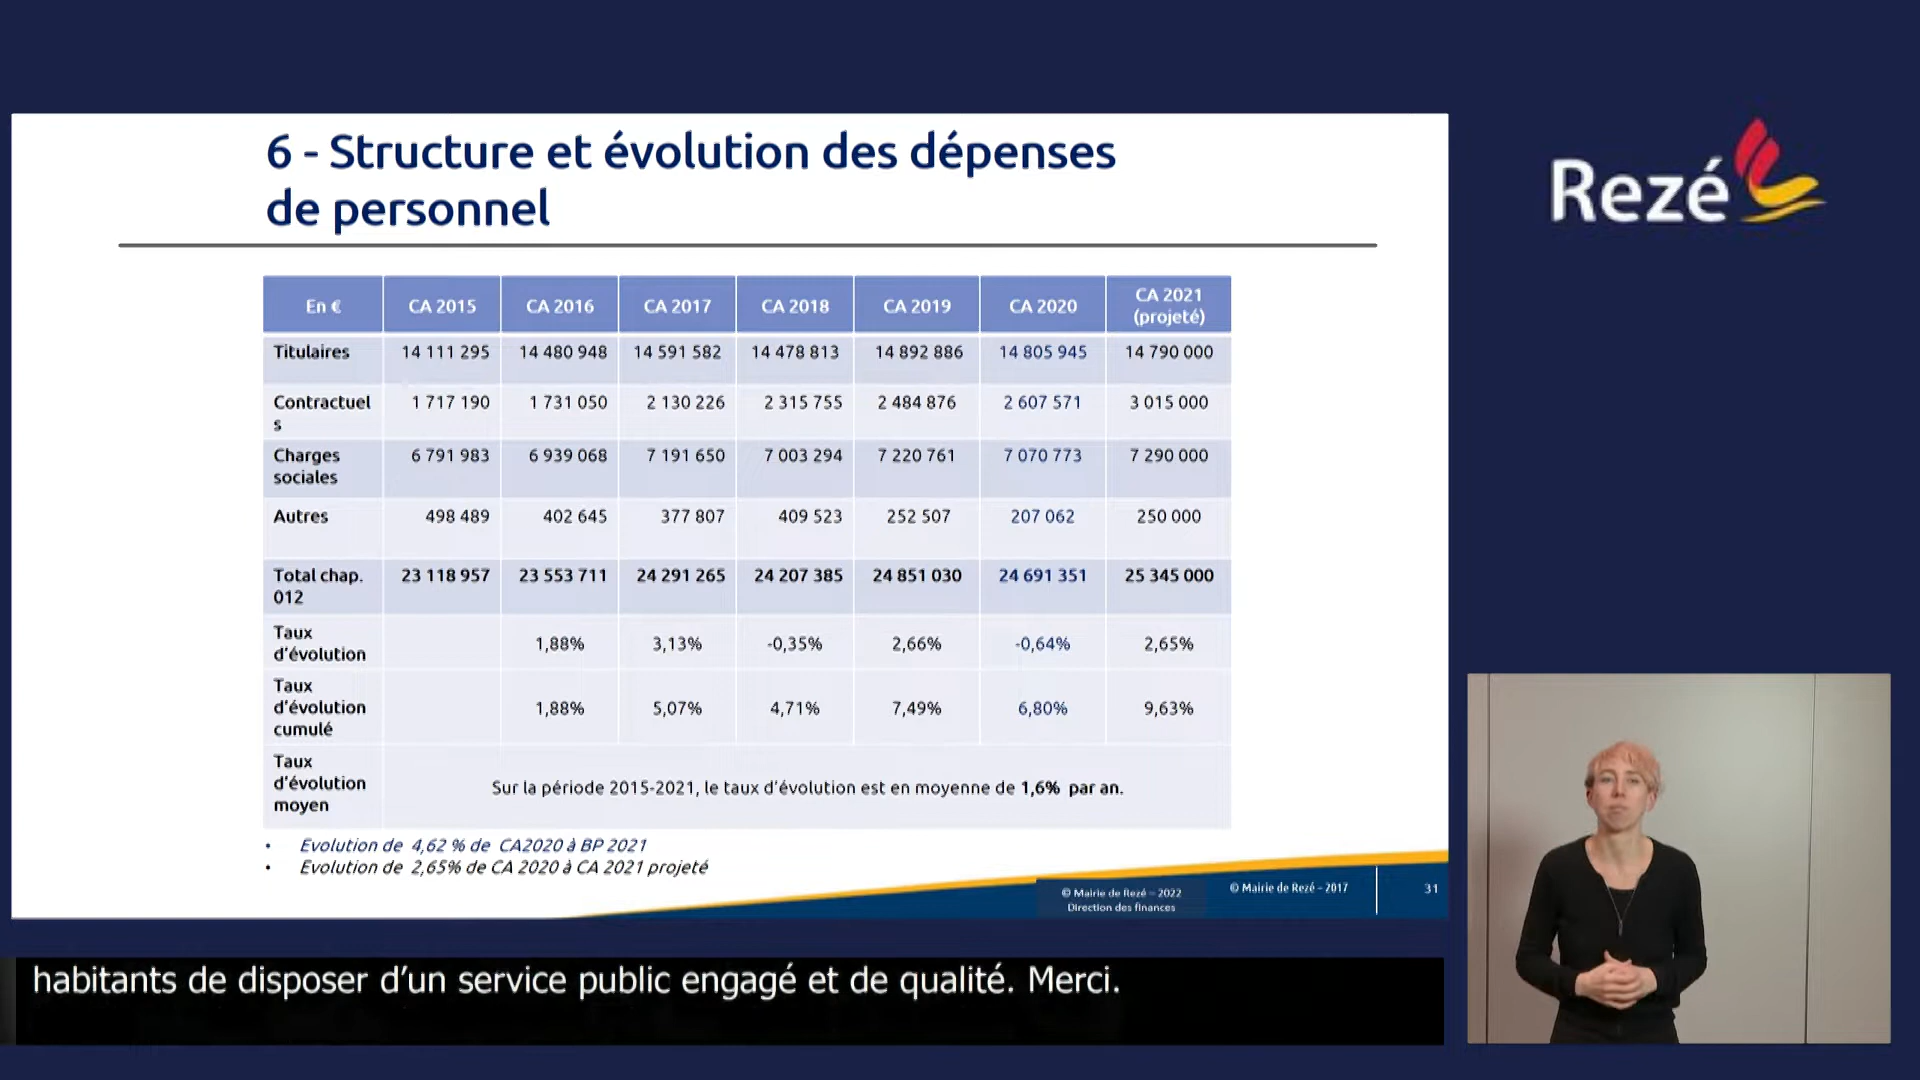 6 - Structure et évolution des dépenses
de personnel
Rezé
En € CA 2015 CA 2016 CA 2017 CA 2018 CA 2019 CA 2020 CA 2021
(projeté)
Titulaires 14 111 295 14 480 948 14 591 582 14 478 813 14 892 886 14 805 945 14 790 000
Contractuel 1 717 190 1 731 050 2 130 226 2 315 755 2 484 876 2 607 571 3 015 000
s
Charges 6 791 983 6 939 068 7 191 650 7 003 294 7 220 761 7 070 773 7 290 000
sociales
Autres 498 489 402 645 377 807 409 523 252 507 207 062 250 000
Total chap. 23 118 957 23 553 711 24 291 265 24 207 385 24 851 030 24 691 351 25 345 000
012
Taux
d'évolution 1,88% 3,13% -0,35% 2,66% -0,64% 2,65%
Taux
d'évolution 1,88% 5,07% 4,71% 7,49% 6,80% 9,63%
cumulé
Taux
d'évolution Sur la période 2015-2021, le taux d'évolution est en moyenne de 1,6% par an.
moyen
• Evolution de 4,62 % de CA2020 à BP 2021
• Evolution de 2,65% de CA 2020 à CA 2021 projeté
© Mairie de Rezé – 2022
Direction des finances
© Mairie de Rezé – 2017
31
habitants de disposer d'un service public engagé et de qualité. Merci.